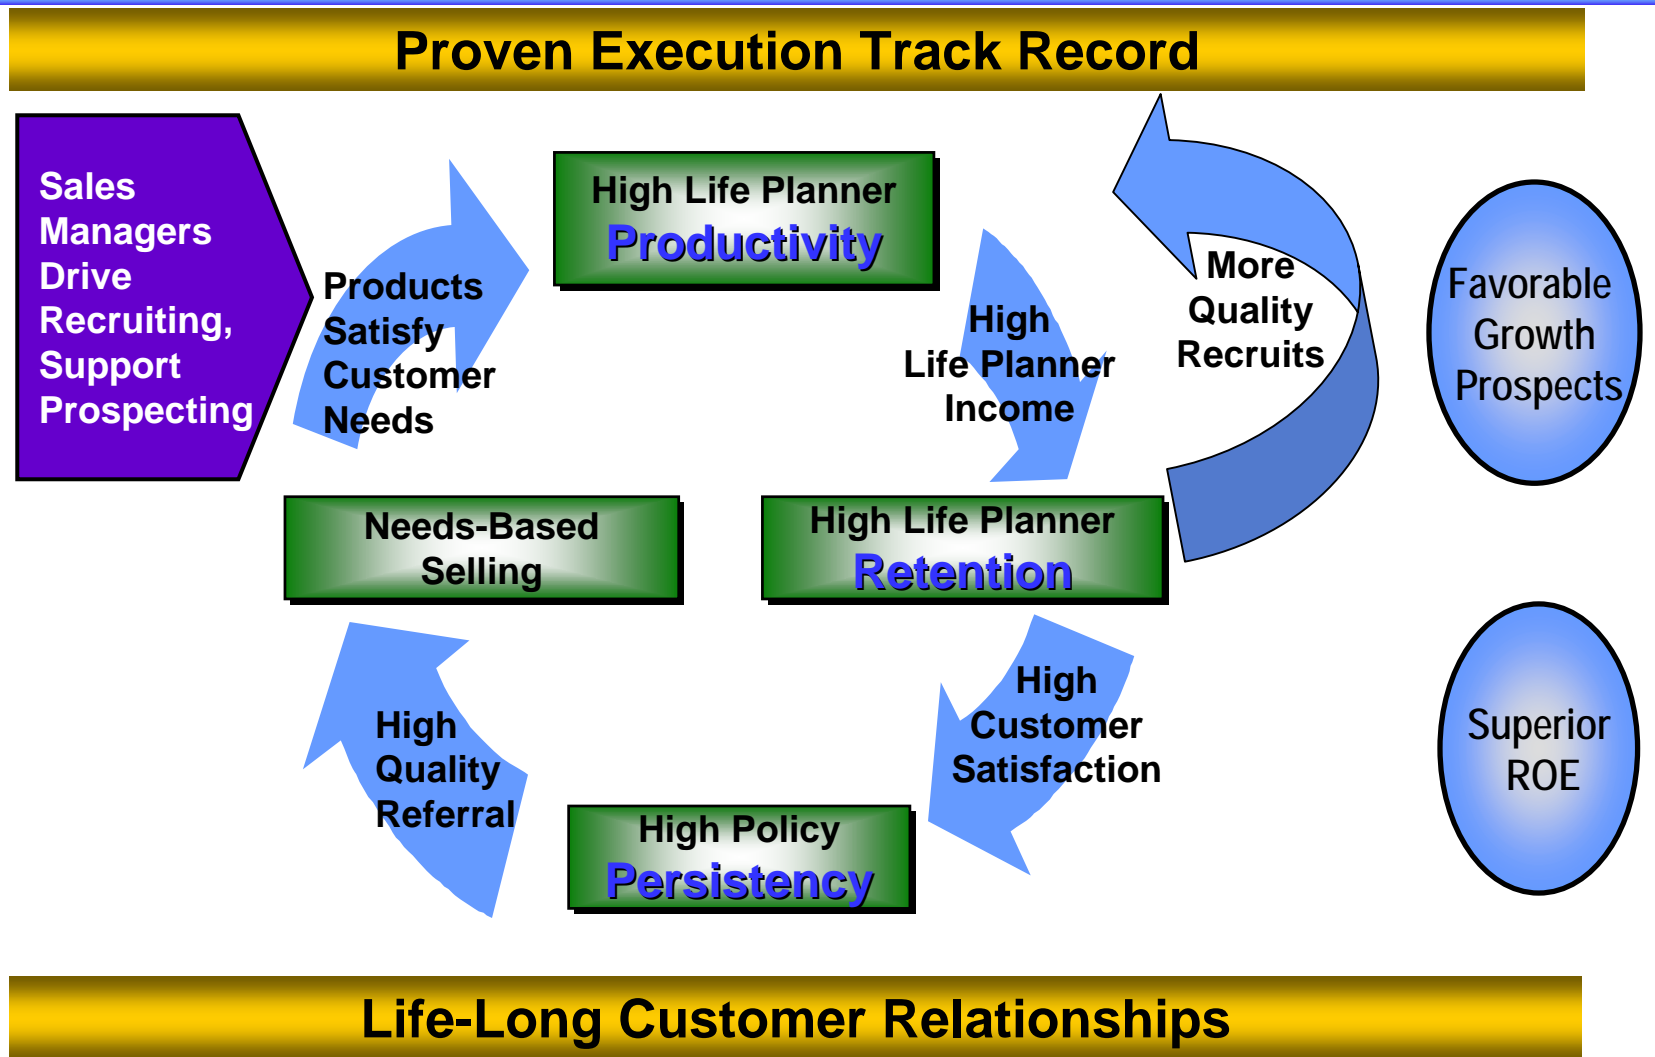 Proven Execution Track Record
Sales
Managers
Drive
Recruiting,
Support
Prospecting
Products
Satisfy
Customer
Needs
High Life Planner
Productivity
High
Life Planner
Income
More
Quality
Recruits
Favorable
Growth
Prospects
Needs-Based
Selling
High Life Planner
Retention
High
Quality
Referral
High Policy
Persistency
High
Customer
Satisfaction
Superior
ROE
Life-Long Customer Relationships